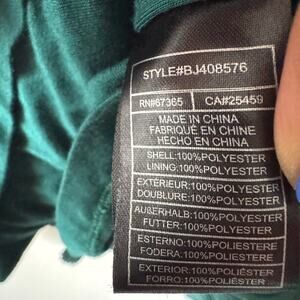 STYLE#BJ408576
RN#67365 CA#25459
MADE IN CHINA
FABRIQUÉ EN CHINE
HECHO EN CHINA
SHELL:100%POLYESTER
LINING:100%POLYESTER
EXTÉRIEUR:100%POLYESTER
DOUBLURE:100%POLYESTER
AUßERHALB:100%POLYESTER
FUTTER:100%POLYESTER
ESTERNO:100%POLIESTERE
FODERA:100%POLIESTERE
EXTERIOR:100%POLIÉSTER
FORRO:100%POLIÉSTER